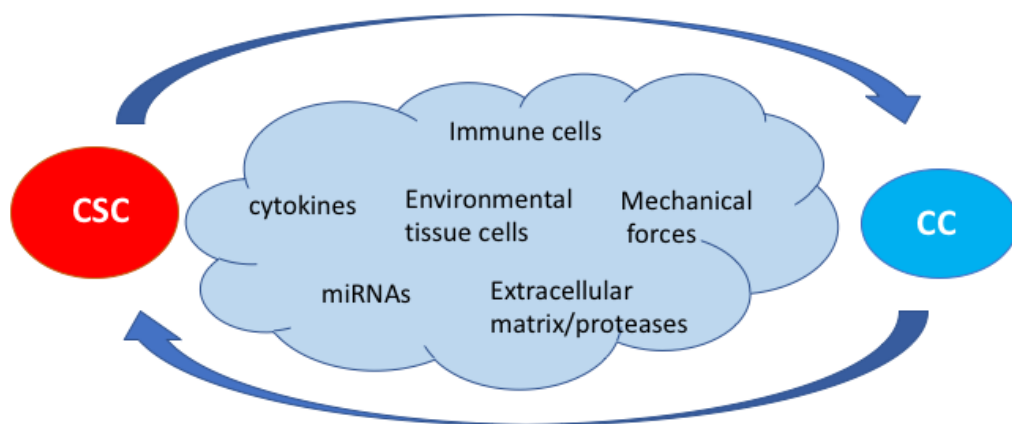 Immune cells
CSC
cytokines
Environmental
tissue cells
Mechanical
forces
CC
miRNAs
Extracellular
matrix/proteases